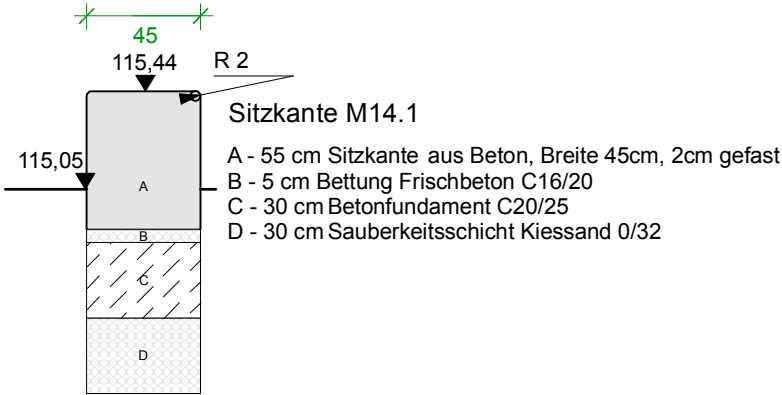 45
115,44
R 2
Sitzkante M14.1
115,05
A - 55 cm Sitzkante aus Beton, Breite 45cm, 2cm gefast
B - 5 cm Bettung Frischbeton C16/20
C - 30 cm Betonfundament C20/25
D - 30 cm Sauberkeitsschicht Kiessand 0/32
A
B
C
D